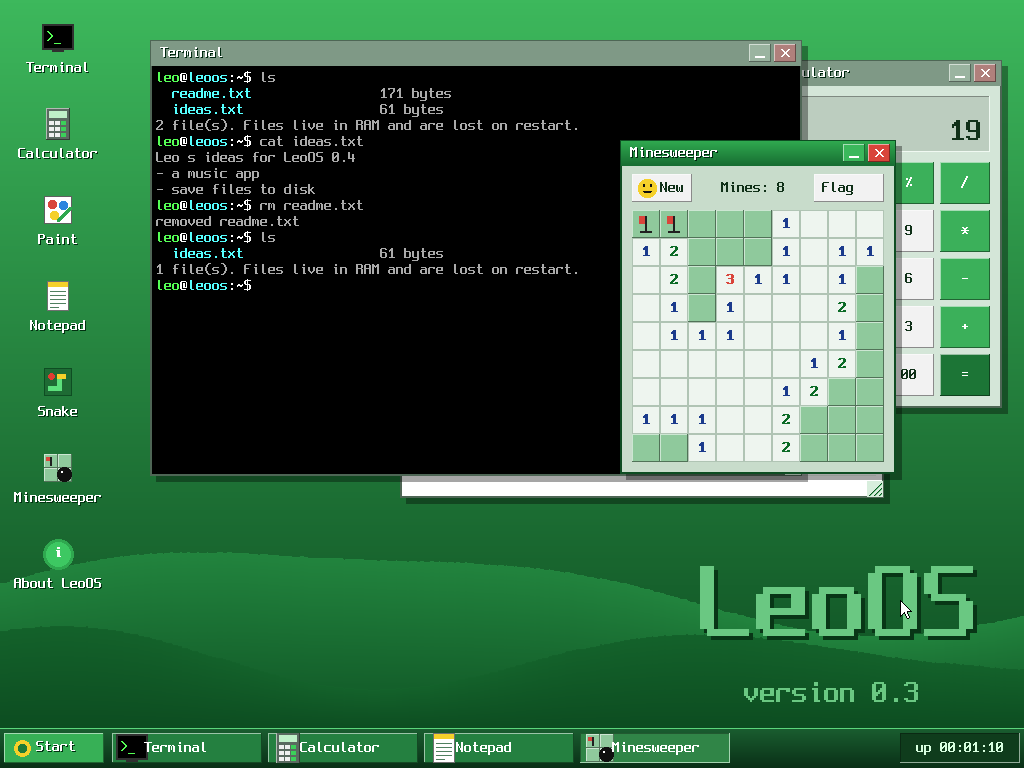 Terminal
Calculator
Paint
Notepad
Snake
Minesweeper
i
About LeoOS
Terminal
leo@leoos:~$ ls
readme.txt 171 bytes
ideas.txt 61 bytes
2 file(s). files live in RAM and are lost on restart.
leo@leoos:~$ cat ideas.txt
Leo s ideas for LeoOS 0.4
- a music app
- save files to disk
leo@leoos:~$ rm readme.txt
removed readme.txt
leo@leoos:~$ ls
ideas.txt 61 bytes
1 file(s). files live in RAM and are lost on restart.
leo@leoos:~$
19
% /
9 *
6 -
3 +
=
Minesweeper
New Mines: 8 Flag
1
1 2 1 1 1
2 3 1 1 1
1 1 2
1 1 1 1
1 2
1 2
1 1 1 2
1 2
LeoOS
version 0.3
Start >_ Terminal Calculator Notepad Minesweeper up 00:01:10